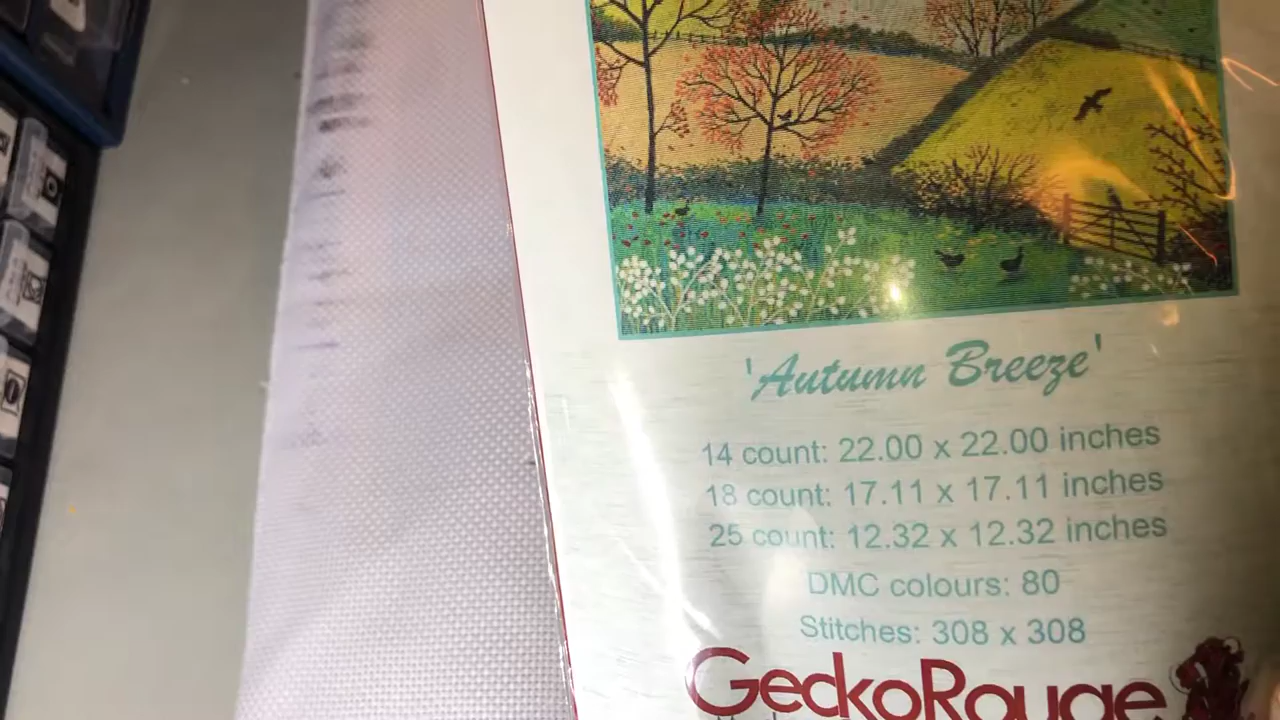 'Autumn Breeze'
14 count: 22.00 x 22.00 inches
18 count: 17.11 x 17.11 inches
25 count: 12.32 x 12.32 inches
DMC colours: 80
Stitches: 308 x 308
GeckoRouge